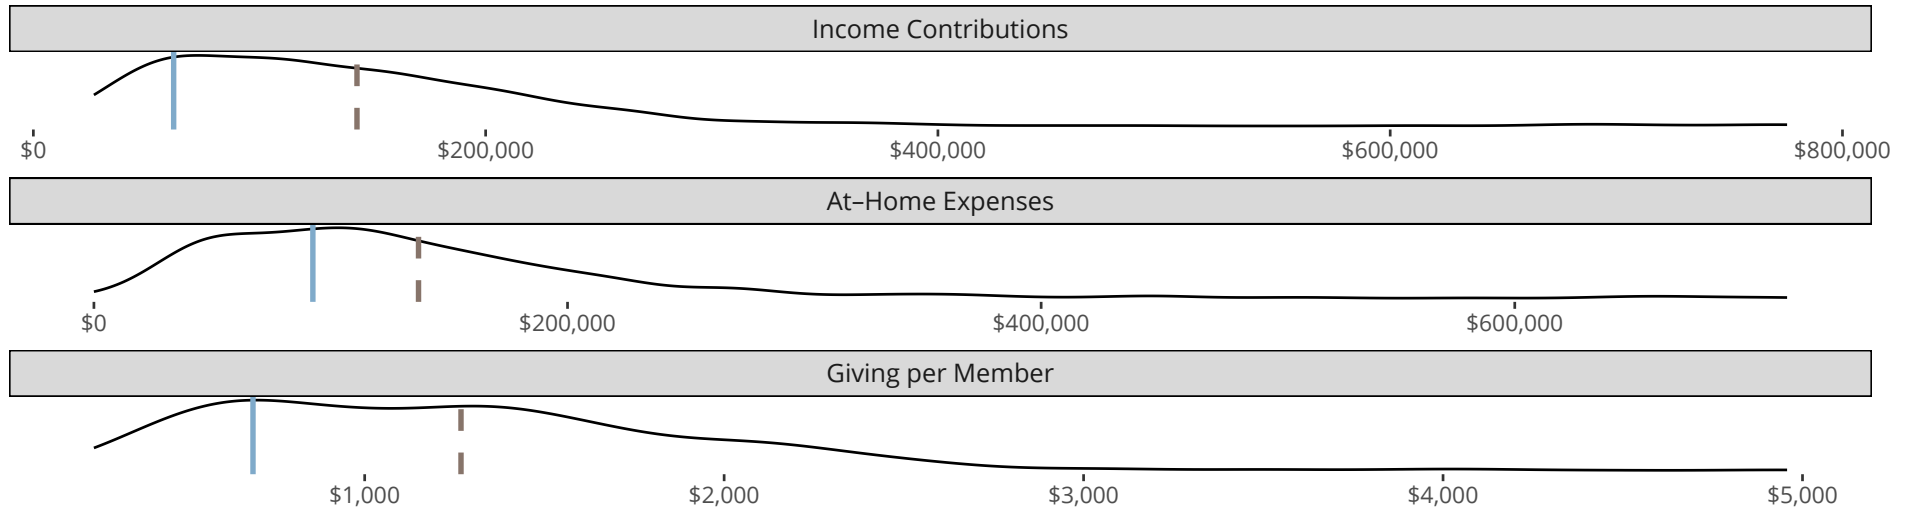 Income Contributions
$0 $200,000 $400,000 $600,000 $800,000
At–Home Expenses
$0 $200,000 $400,000 $600,000
Giving per Member
$1,000 $2,000 $3,000 $4,000 $5,000